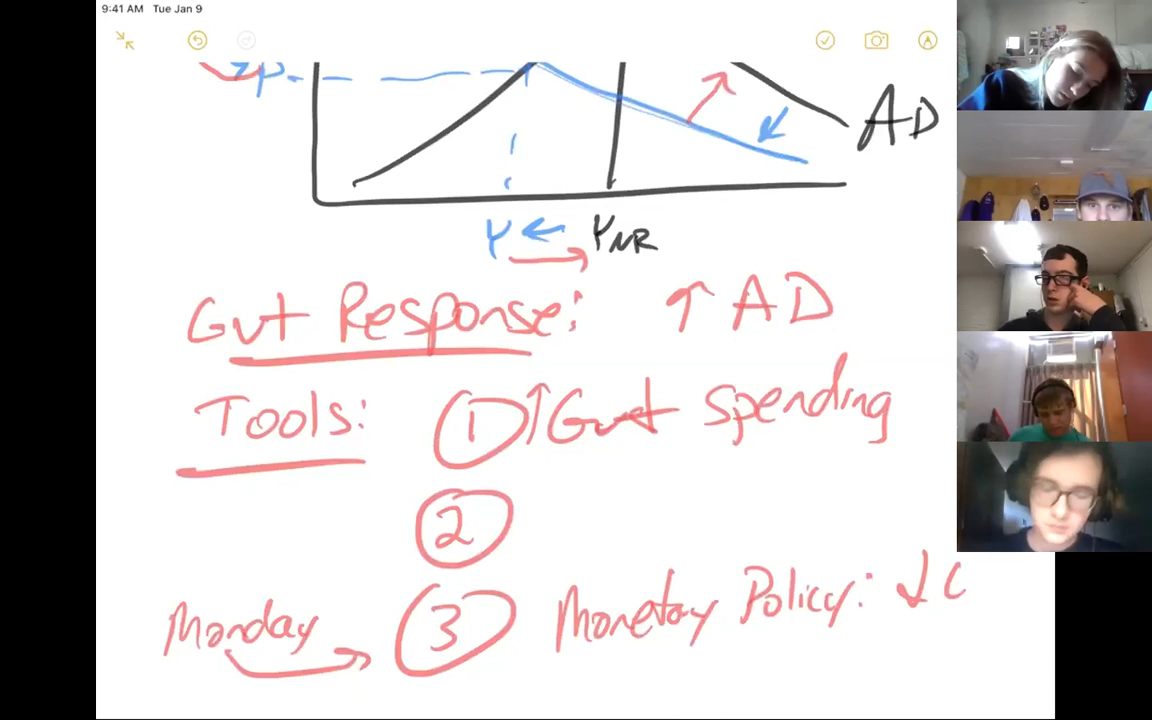 9:41 AM Tue Jan 9
AD
Y ← YNR
Gvt Response: ↑ AD
Tools: ① ↑ Gvt Spending
②
Monday → ③ Monetary Policy: ↓ C